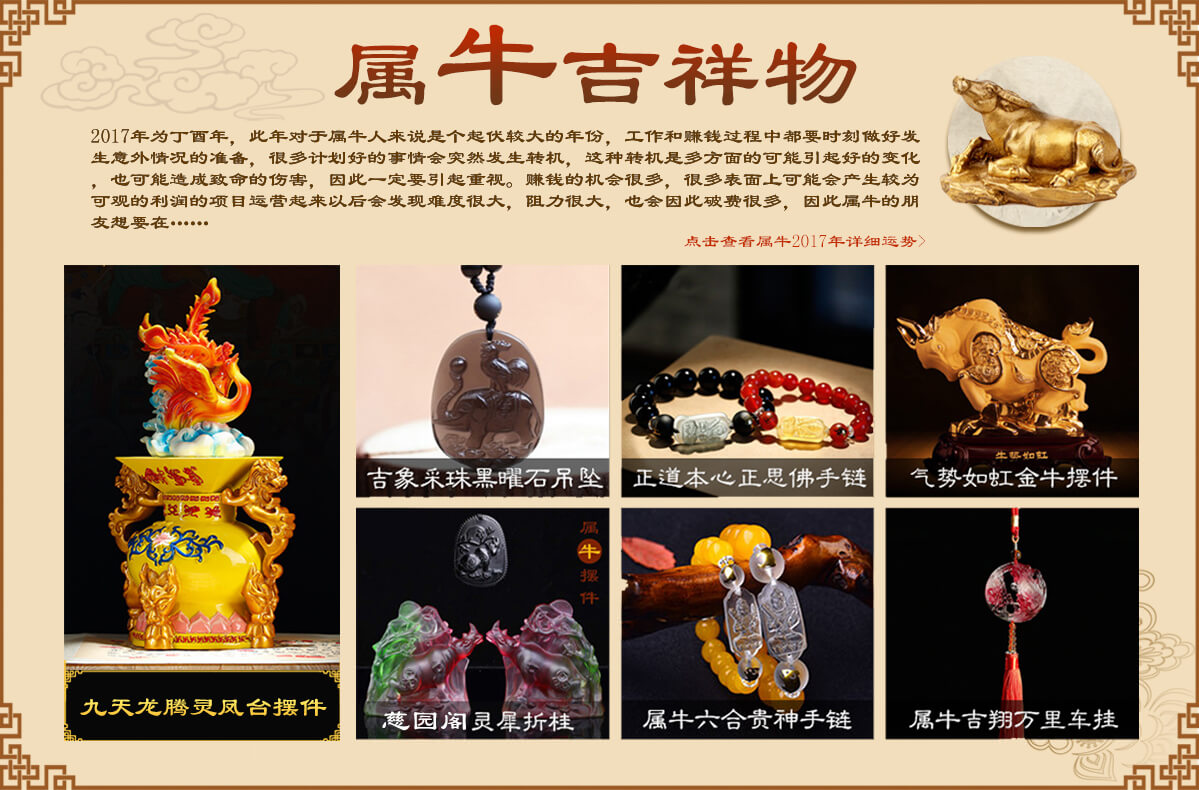 属牛吉祥物
2017年为丁酉年，此年对于属牛人来说是个起伏较大的年份，工作和赚钱过程中都要时刻做好发
生意外情况的准备，很多计划好的事情会突然发生转机，这种转机是多方面的可能引起好的变化
，也可能造成致命的伤害，因此一定要引起重视。赚钱的机会很多，很多表面上可能会产生较为
可观的利润的项目运营起来以后会发现难度很大，阻力很大，也会因此破费很多，因此属牛的朋
友想要在……
点击查看属牛2017年详细运势>
九天龙腾灵凤台摆件
吉象采珠黑曜石吊坠
正道本心正思佛手链
牛势如虹
气势如虹金牛摆件
属牛摆件
慈园阁灵犀折桂
属牛六合贵神手链
属牛吉翔万里车挂